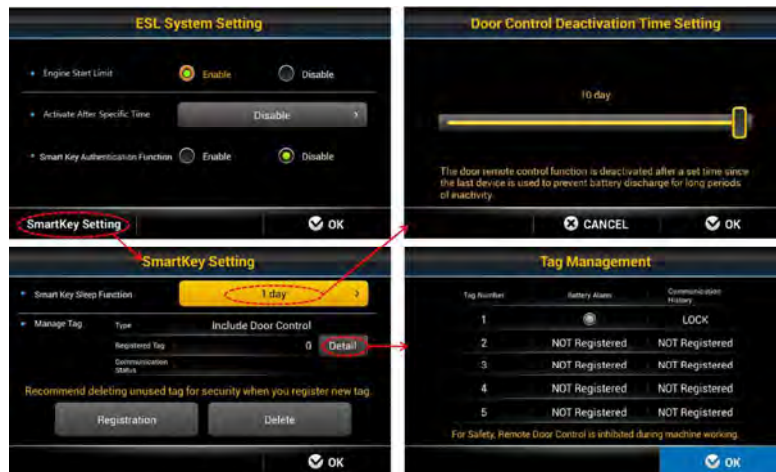 ESL System Setting
Engine Start Limit Enable Disable
Activate After Specific Time Disable
Smart Key Authentication Function Enable Disable
SmartKey Setting OK
Door Control Deactivation Time Setting
10 day
The door remote control function is deactivated after a set time since
the last device is used to prevent battery discharge for long periods
of inactivity.
CANCEL OK
SmartKey Setting
Smart Key Sleep Function 1 day
Manage Tag Type Include Door Control
Registered Tag 0 Detail
Communication
Status
Recommend deleting unused tag for security when you register new tag.
Registration Delete
OK
Tag Management
Tag Number Battery Alarm Communication
History
1 LOCK
2 NOT Registered NOT Registered
3 NOT Registered NOT Registered
4 NOT Registered NOT Registered
5 NOT Registered NOT Registered
For Safety, Remote Door Control is inhibited during machine working.
OK